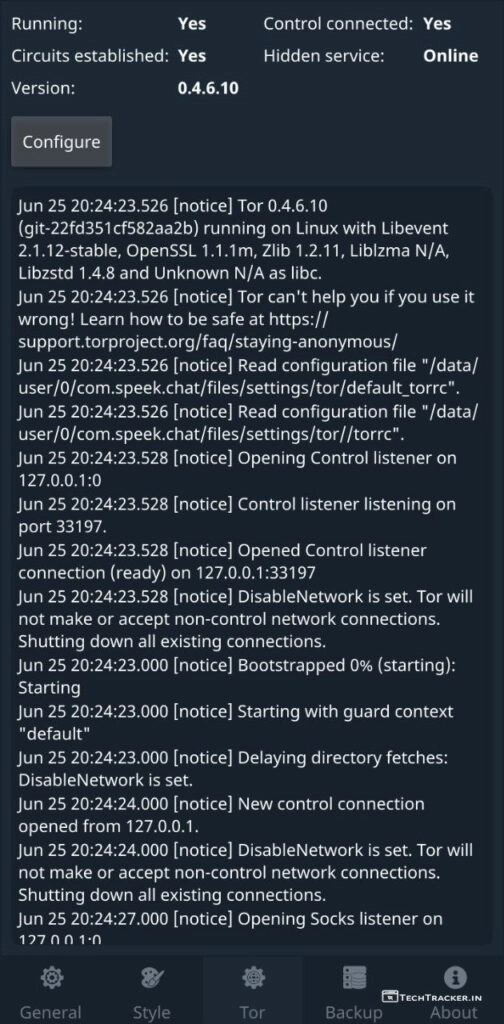 Running: Yes Control connected: Yes
Circuits established: Yes Hidden service: Online
Version: 0.4.6.10
Configure
Jun 25 20:24:23.526 [notice] Tor 0.4.6.10
(git-22fd351cf582aa2b) running on Linux with Libevent
2.1.12-stable, OpenSSL 1.1.1m, Zlib 1.2.11, Liblzma N/A,
Libzstd 1.4.8 and Unknown N/A as libc.
Jun 25 20:24:23.526 [notice] Tor can't help you if you use it
wrong! Learn how to be safe at https://
support.torproject.org/faq/staying-anonymous/
Jun 25 20:24:23.526 [notice] Read configuration file "/data/
user/0/com.speek.chat/files/settings/tor/default_torrc".
Jun 25 20:24:23.526 [notice] Read configuration file "/data/
user/0/com.speek.chat/files/settings/tor//torrc".
Jun 25 20:24:23.528 [notice] Opening Control listener on
127.0.0.1:0
Jun 25 20:24:23.528 [notice] Control listener listening on
port 33197.
Jun 25 20:24:23.528 [notice] Opened Control listener
connection (ready) on 127.0.0.1:33197
Jun 25 20:24:23.528 [notice] DisableNetwork is set. Tor will
not make or accept non-control network connections.
Shutting down all existing connections.
Jun 25 20:24:23.000 [notice] Bootstrapped 0% (starting):
Starting
Jun 25 20:24:23.000 [notice] Starting with guard context
"default"
Jun 25 20:24:23.000 [notice] Delaying directory fetches:
DisableNetwork is set.
Jun 25 20:24:24.000 [notice] New control connection
opened from 127.0.0.1.
Jun 25 20:24:24.000 [notice] DisableNetwork is set. Tor will
not make or accept non-control network connections.
Shutting down all existing connections.
Jun 25 20:24:27.000 [notice] Opening Socks listener on
127.0.0.1:0
General Style Tor Backup About
TechTracker.in